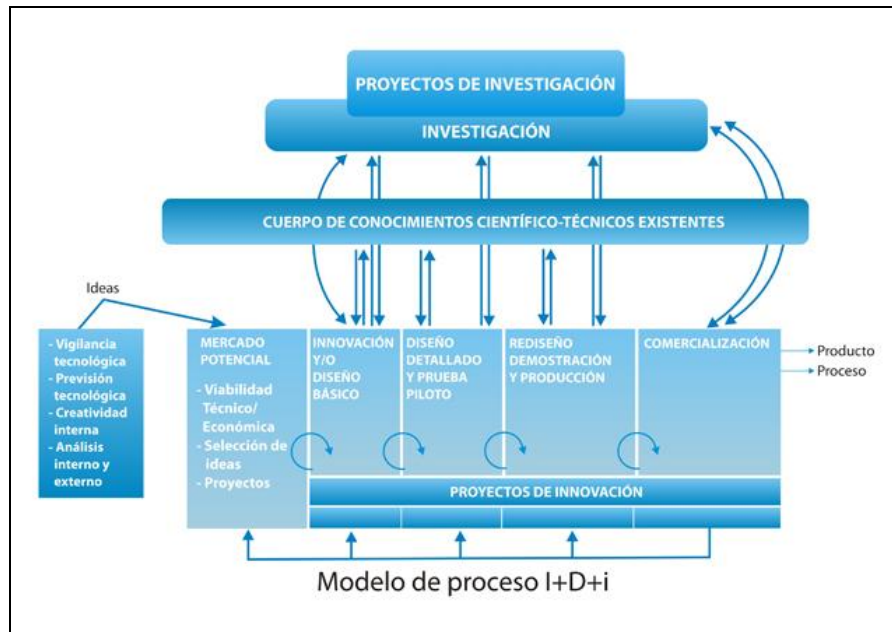 PROYECTOS DE INVESTIGACIÓN
INVESTIGACIÓN
CUERPO DE CONOCIMIENTOS CIENTÍFICO-TÉCNICOS EXISTENTES
Ideas
- Vigilancia
tecnológica
- Previsión
tecnológica
- Creatividad
interna
- Análisis
interno y
externo
MERCADO
POTENCIAL
- Viabilidad
Técnico/
Económica
- Selección de
ideas
- Proyectos
INNOVACIÓN
Y/O
DISEÑO
BÁSICO
DISEÑO
DETALLADO
Y PRUEBA
PILOTO
REDISEÑO
DEMOSTRACIÓN
Y PRODUCCIÓN
COMERCIALIZACIÓN
Producto
Proceso
PROYECTOS DE INNOVACIÓN
Modelo de proceso I+D+i